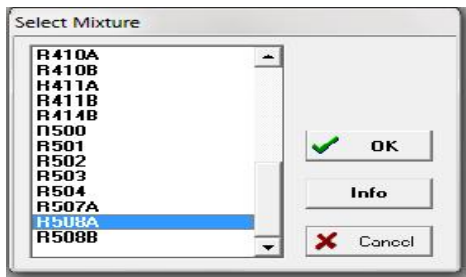 Select Mixture
R410A
R410B
R411A
R411B
R414B
R500
R501
R502
R503
R504
R507A
R508A
R508B
OK
Info
Cancel